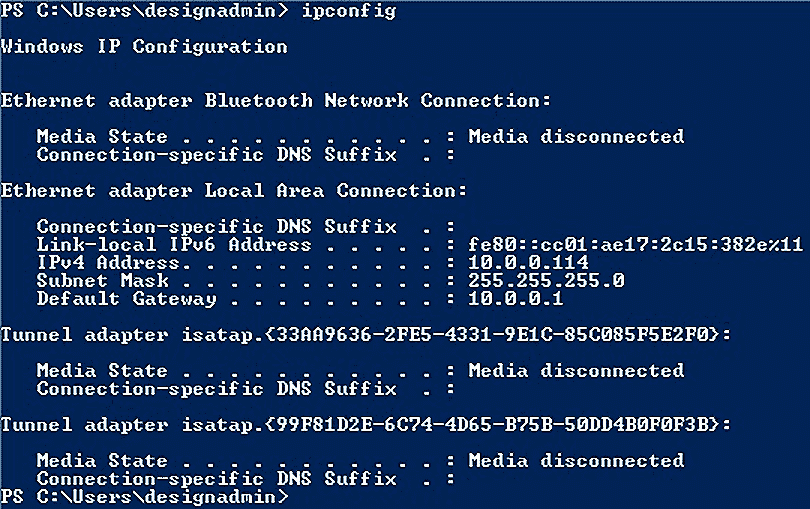 PS C:\Users\designadmin> ipconfig
Windows IP Configuration
Ethernet adapter Bluetooth Network Connection:
Media State . . . . . . . . . . . : Media disconnected
Connection-specific DNS Suffix  . :
Ethernet adapter Local Area Connection:
Connection-specific DNS Suffix  . :
Link-local IPv6 Address . . . . . : fe80::cc01:ae17:2c15:382e%11
IPv4 Address. . . . . . . . . . . : 10.0.0.114
Subnet Mask . . . . . . . . . . . : 255.255.255.0
Default Gateway . . . . . . . . . : 10.0.0.1
Tunnel adapter isatap.{33AA9636-2FE5-4331-9E1C-85C085F5E2F0}:
Media State . . . . . . . . . . . : Media disconnected
Connection-specific DNS Suffix  . :
Tunnel adapter isatap.{99F81D2E-6C74-4D65-B75B-50DD4B0F0F3B}:
Media State . . . . . . . . . . . : Media disconnected
Connection-specific DNS Suffix  . :
PS C:\Users\designadmin>